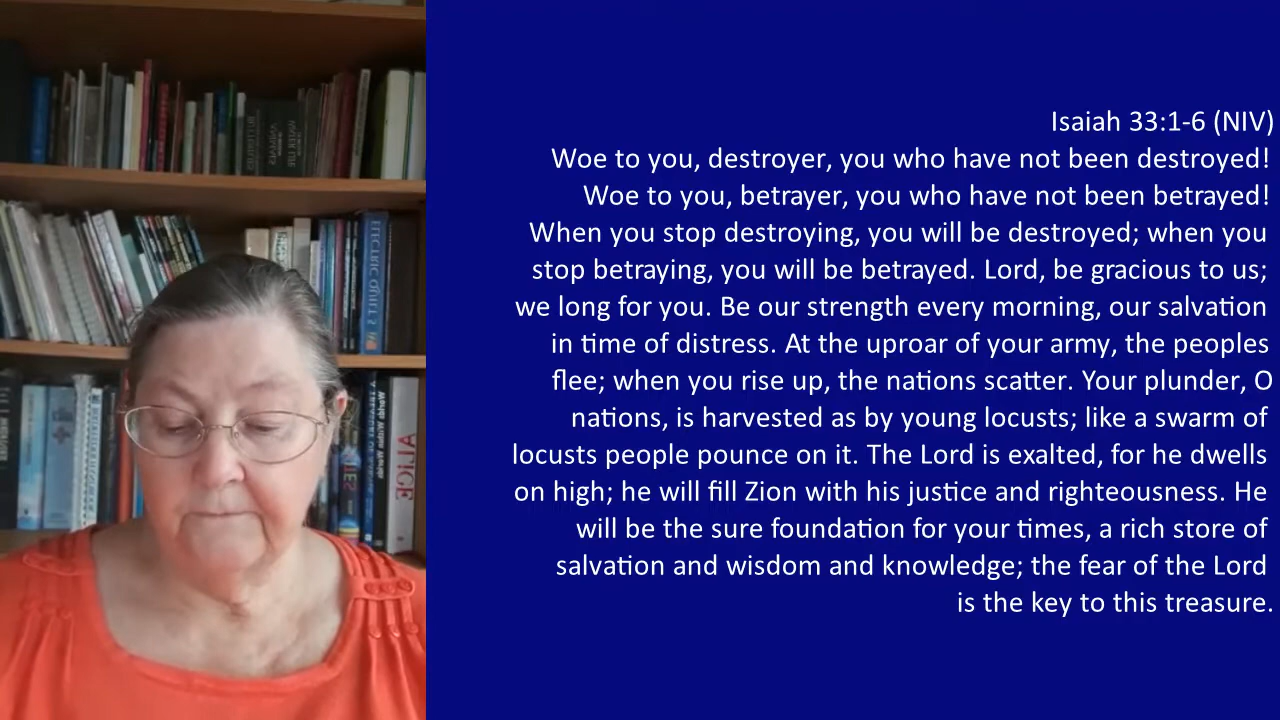 Isaiah 33:1-6 (NIV)
Woe to you, destroyer, you who have not been destroyed!
Woe to you, betrayer, you who have not been betrayed!
When you stop destroying, you will be destroyed; when you
stop betraying, you will be betrayed. Lord, be gracious to us;
we long for you. Be our strength every morning, our salvation
in time of distress. At the uproar of your army, the peoples
flee; when you rise up, the nations scatter. Your plunder, O
nations, is harvested as by young locusts; like a swarm of
locusts people pounce on it. The Lord is exalted, for he dwells
on high; he will fill Zion with his justice and righteousness. He
will be the sure foundation for your times, a rich store of
salvation and wisdom and knowledge; the fear of the Lord
is the key to this treasure.
ELECTRIC QUILT 5
ALICE